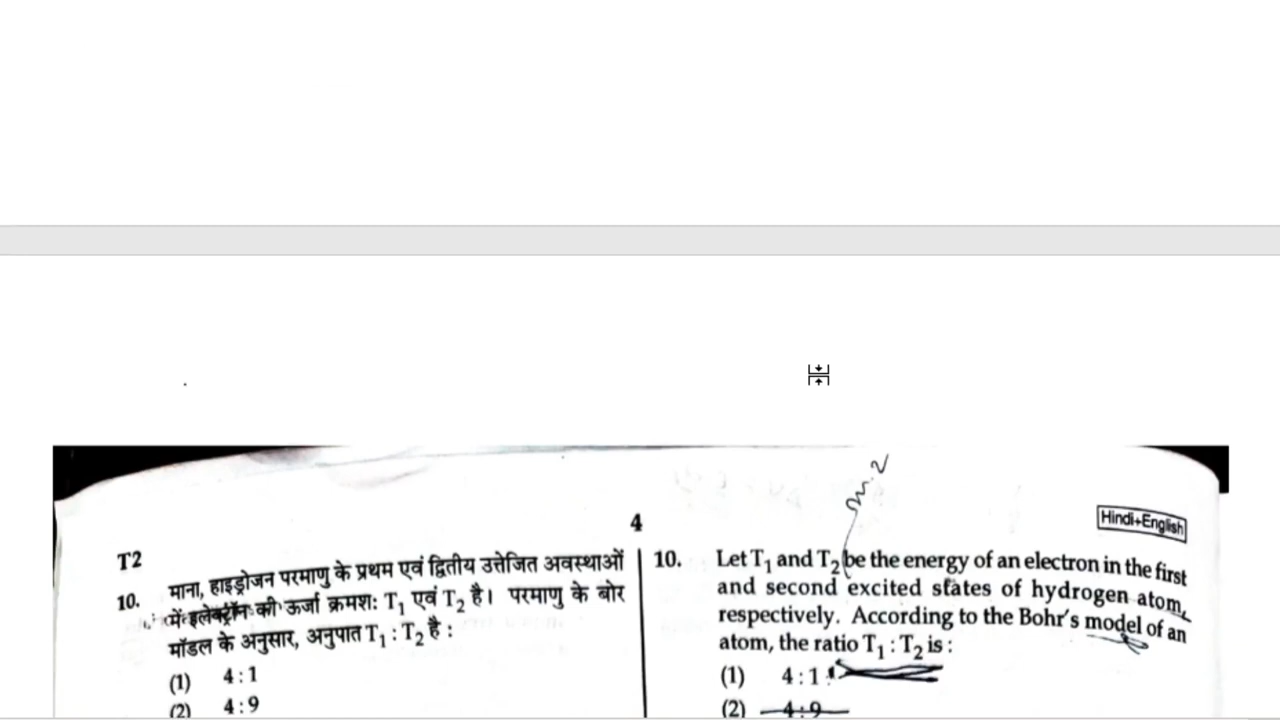 4
Hindi+English
T2
10. माना, हाइड्रोजन परमाणु के प्रथम एवं द्वितीय उत्तेजित अवस्थाओं
में इलेक्ट्रॉन की ऊर्जा क्रमशः T₁ एवं T₂ है। परमाणु के बोर
मॉडल के अनुसार, अनुपात T₁ : T₂ है :
(1) 4 : 1
(2) 4 : 9
10. Let T₁ and T₂ be the energy of an electron in the first
and second excited states of hydrogen atom,
respectively. According to the Bohr's model of an
atom, the ratio T₁ : T₂ is :
(1) 4 : 1
(2) 4 : 9